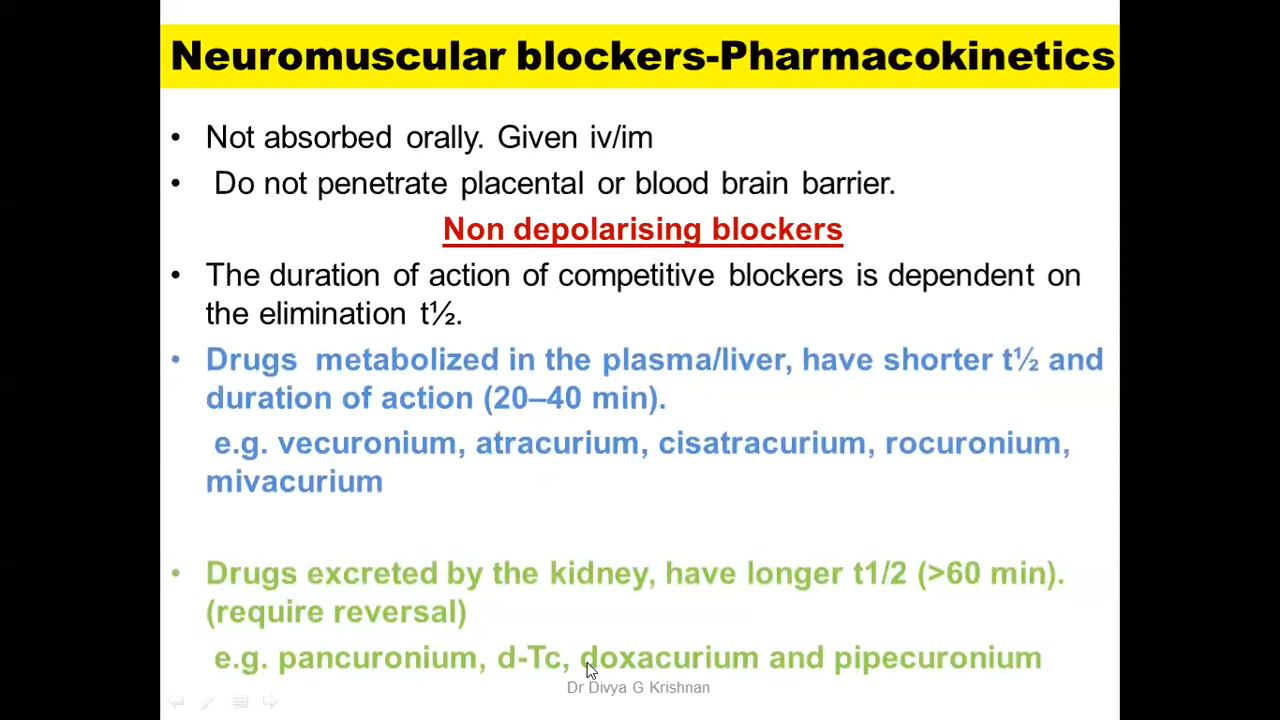 Neuromuscular blockers-Pharmacokinetics
• Not absorbed orally. Given iv/im
• Do not penetrate placental or blood brain barrier.
Non depolarising blockers
• The duration of action of competitive blockers is dependent on
the elimination t½.
• Drugs metabolized in the plasma/liver, have shorter t½ and
duration of action (20–40 min).
e.g. vecuronium, atracurium, cisatracurium, rocuronium,
mivacurium
• Drugs excreted by the kidney, have longer t1/2 (>60 min).
(require reversal)
e.g. pancuronium, d-Tc, doxacurium and pipecuronium
Dr Divya G Krishnan